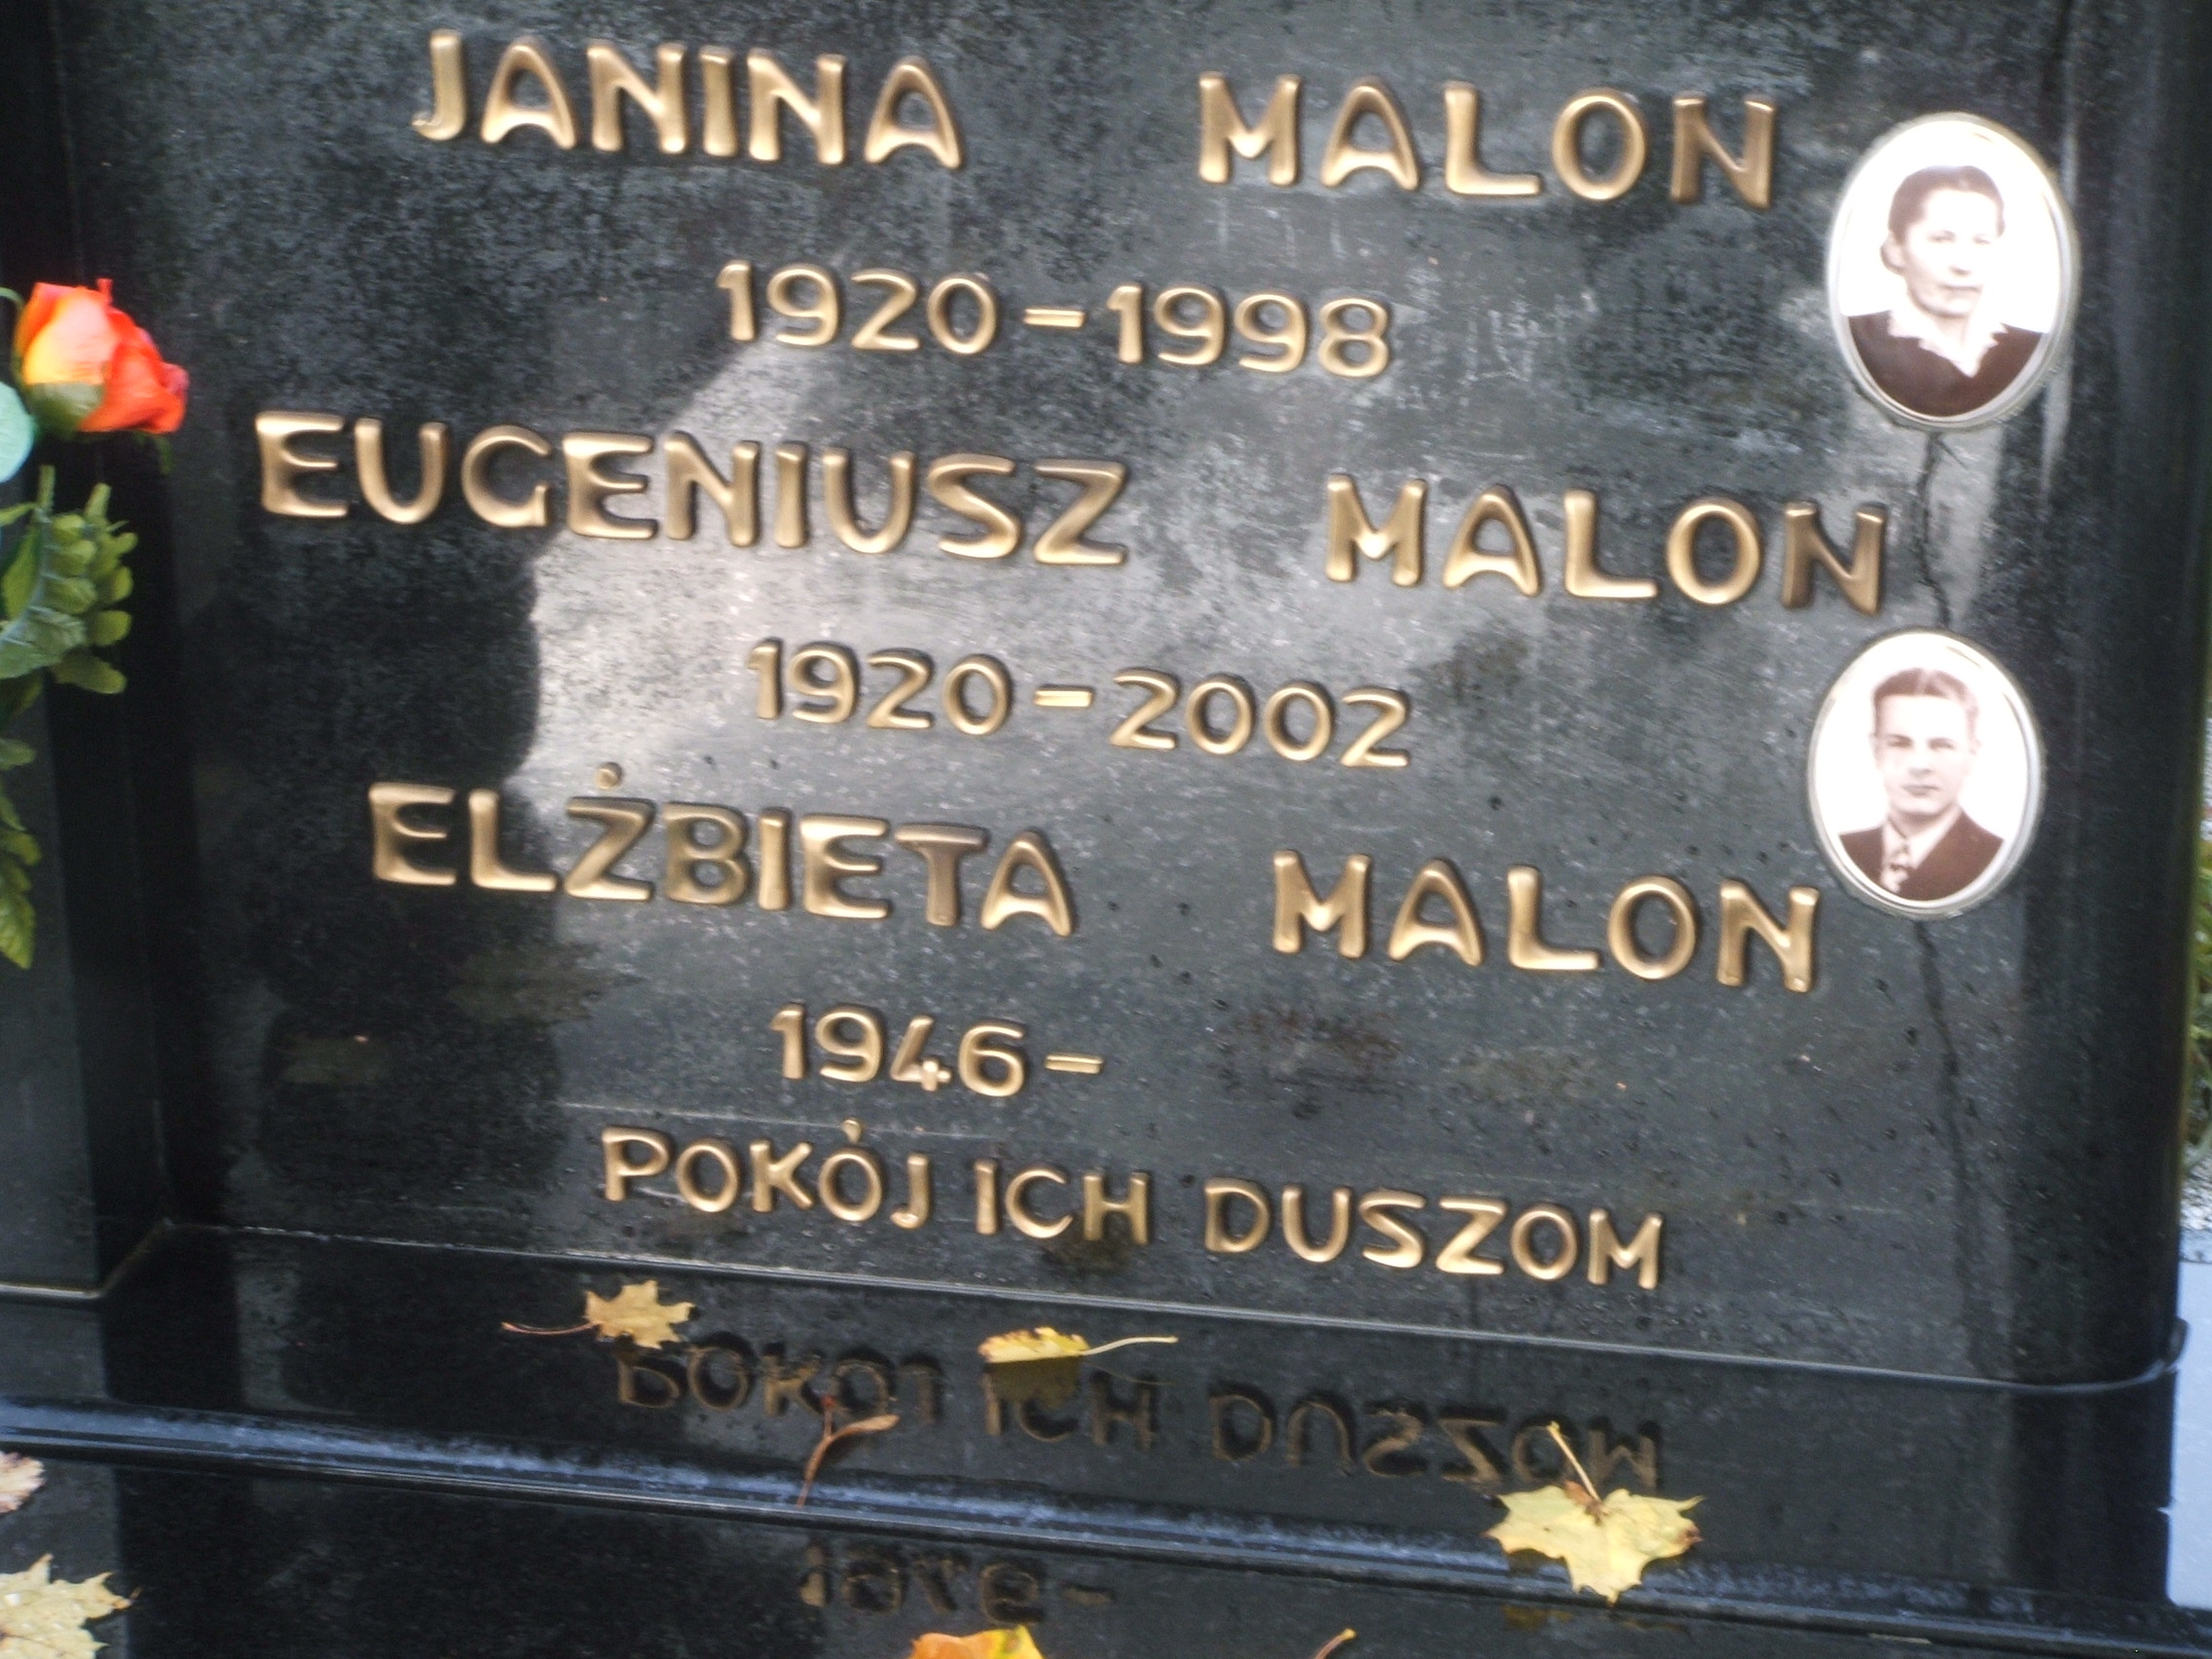 JANINA MALON
1920-1998
EUGENIUSZ MALON
1920-2002
ELŻBIETA MALON
1946-
POKÓJ ICH DUSZOM